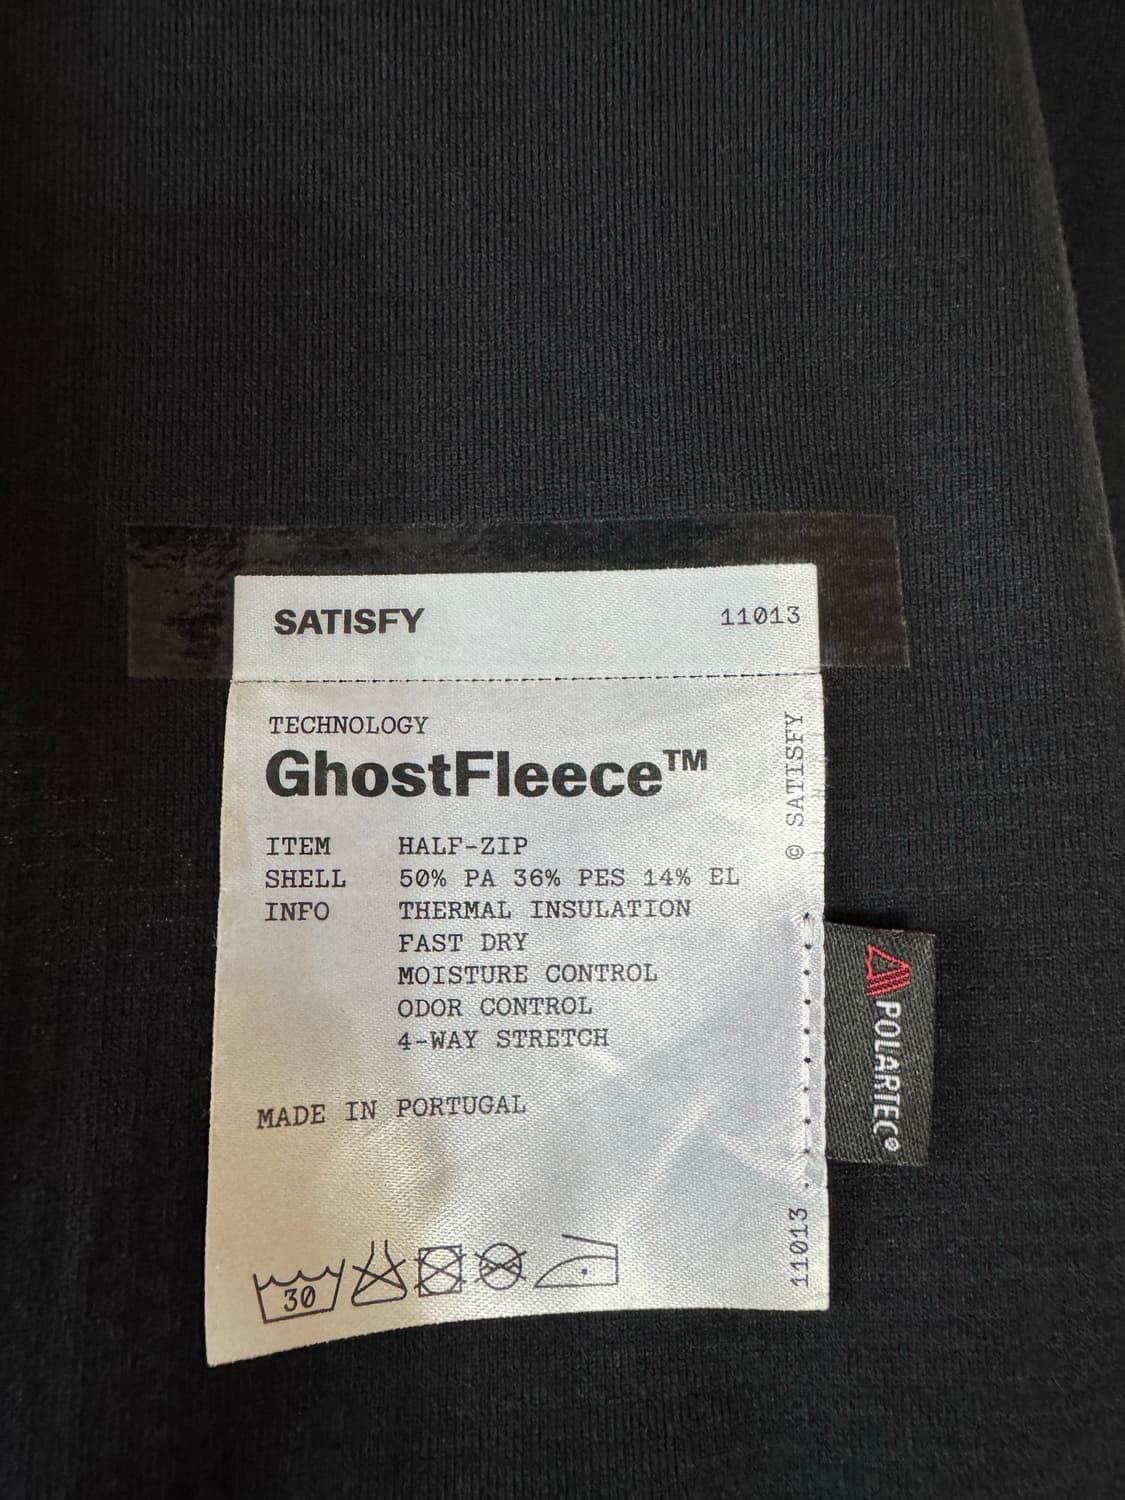 SATISFY 11013
TECHNOLOGY
GhostFleece™
ITEM HALF-ZIP
SHELL 50% PA 36% PES 14% EL
INFO THERMAL INSULATION
FAST DRY
MOISTURE CONTROL
ODOR CONTROL
4-WAY STRETCH
MADE IN PORTUGAL
30
© SATISFY
11013
POLARTEC®